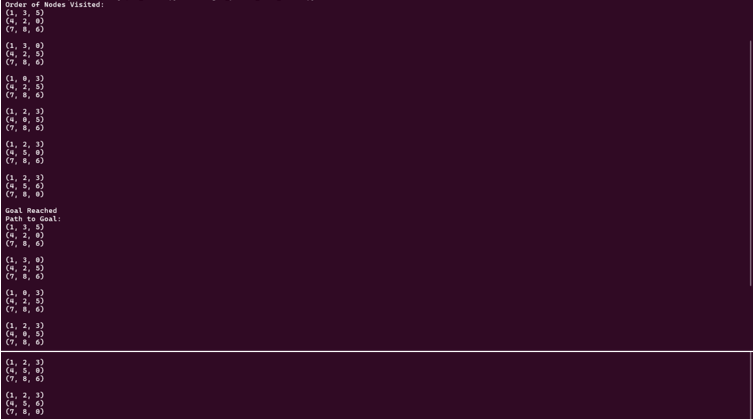 Order of Nodes Visited:
(1, 3, 5)
(4, 2, 0)
(7, 8, 6)
(1, 3, 0)
(4, 2, 5)
(7, 8, 6)
(1, 0, 3)
(4, 2, 5)
(7, 8, 6)
(1, 2, 3)
(4, 0, 5)
(7, 8, 6)
(1, 2, 3)
(4, 5, 0)
(7, 8, 6)
(1, 2, 3)
(4, 5, 6)
(7, 8, 0)
Goal Reached
Path to Goal:
(1, 3, 5)
(4, 2, 0)
(7, 8, 6)
(1, 3, 0)
(4, 2, 5)
(7, 8, 6)
(1, 0, 3)
(4, 2, 5)
(7, 8, 6)
(1, 2, 3)
(4, 0, 5)
(7, 8, 6)
(1, 2, 3)
(4, 5, 0)
(7, 8, 6)
(1, 2, 3)
(4, 5, 6)
(7, 8, 0)